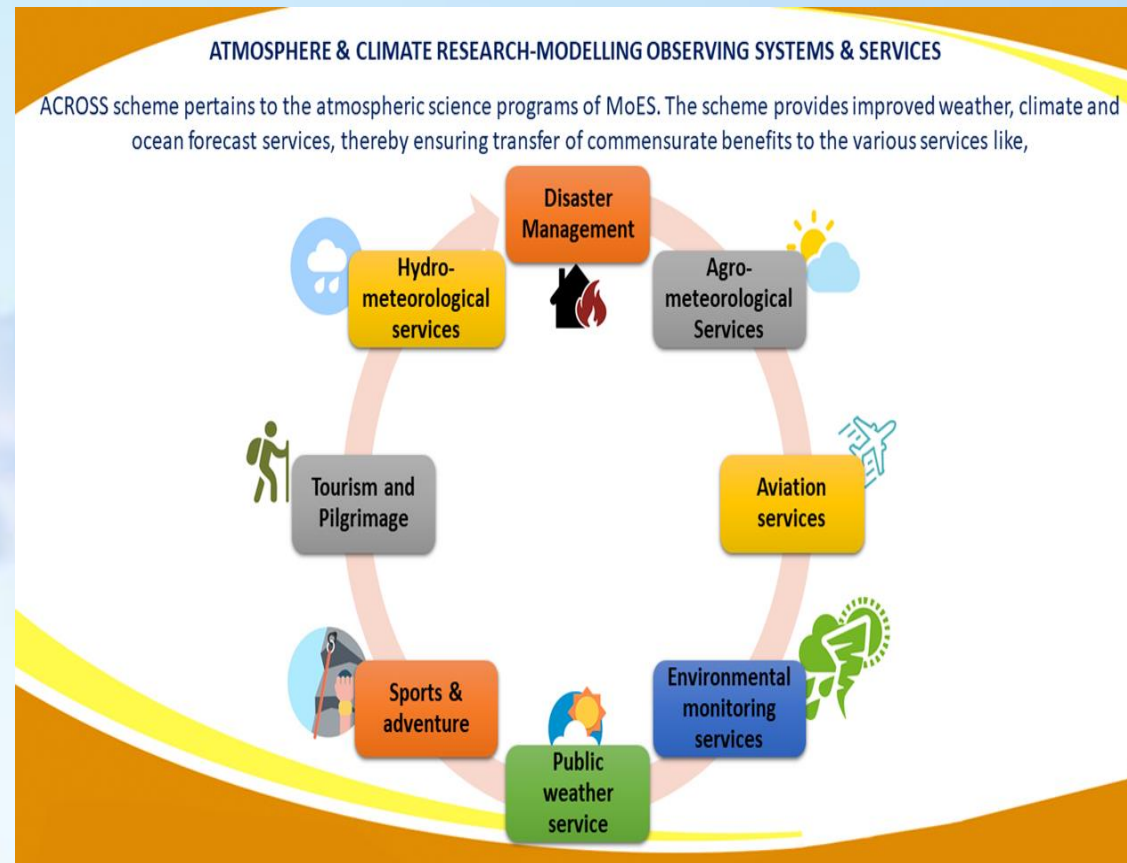 ATMOSPHERE & CLIMATE RESEARCH-MODELLING OBSERVING SYSTEMS & SERVICES
ACROSS scheme pertains to the atmospheric science programs of MoES. The scheme provides improved weather, climate and
ocean forecast services, thereby ensuring transfer of commensurate benefits to the various services like,
Disaster
Management
Agro-
meteorological
Services
Aviation
services
Environmental
monitoring
services
Public
weather
service
Sports &
adventure
Tourism and
Pilgrimage
Hydro-
meteorological
services